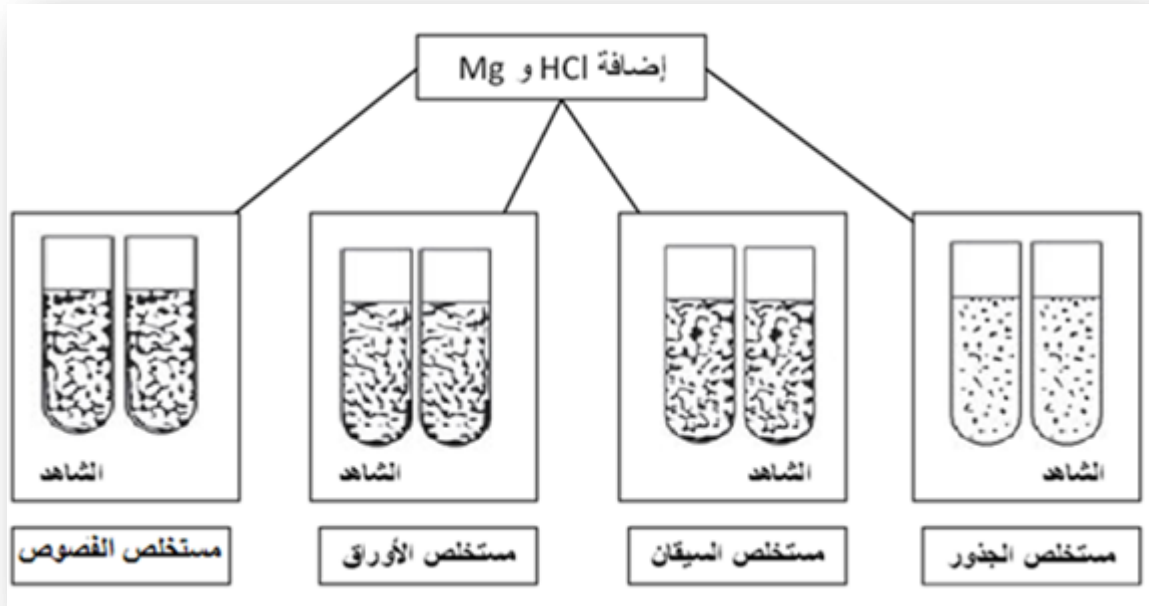 إضافة HCl و Mg
الشاهد
الشاهد
الشاهد
الشاهد
مستخلص الجذور
مستخلص السيقان
مستخلص الأوراق
مستخلص الفصوص